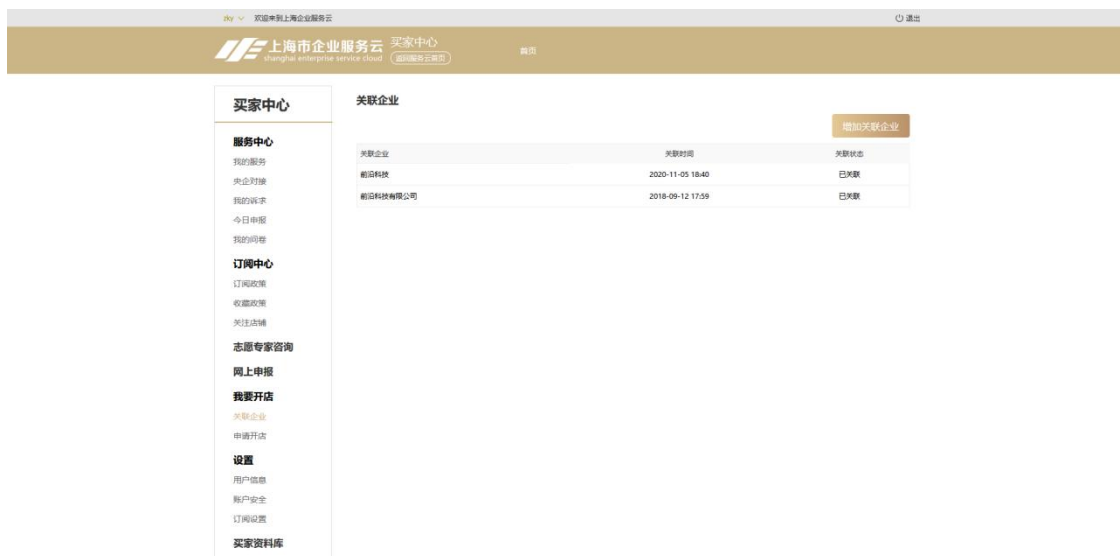 zky 欢迎来到上海企业服务云
退出
上海市企业服务云
shanghai enterprise service cloud
买家中心
返回服务云首页
首页
买家中心
服务中心
我的服务
央企对接
我的诉求
今日申报
我的问卷
订阅中心
订阅政策
收藏政策
关注店铺
志愿专家咨询
网上申报
我要开店
关联企业
申请开店
设置
用户信息
账户安全
订阅设置
买家资料库
关联企业
增加关联企业
关联企业 关联时间 关联状态
前沿科技 2020-11-05 18:40 已关联
前沿科技有限公司 2018-09-12 17:59 已关联